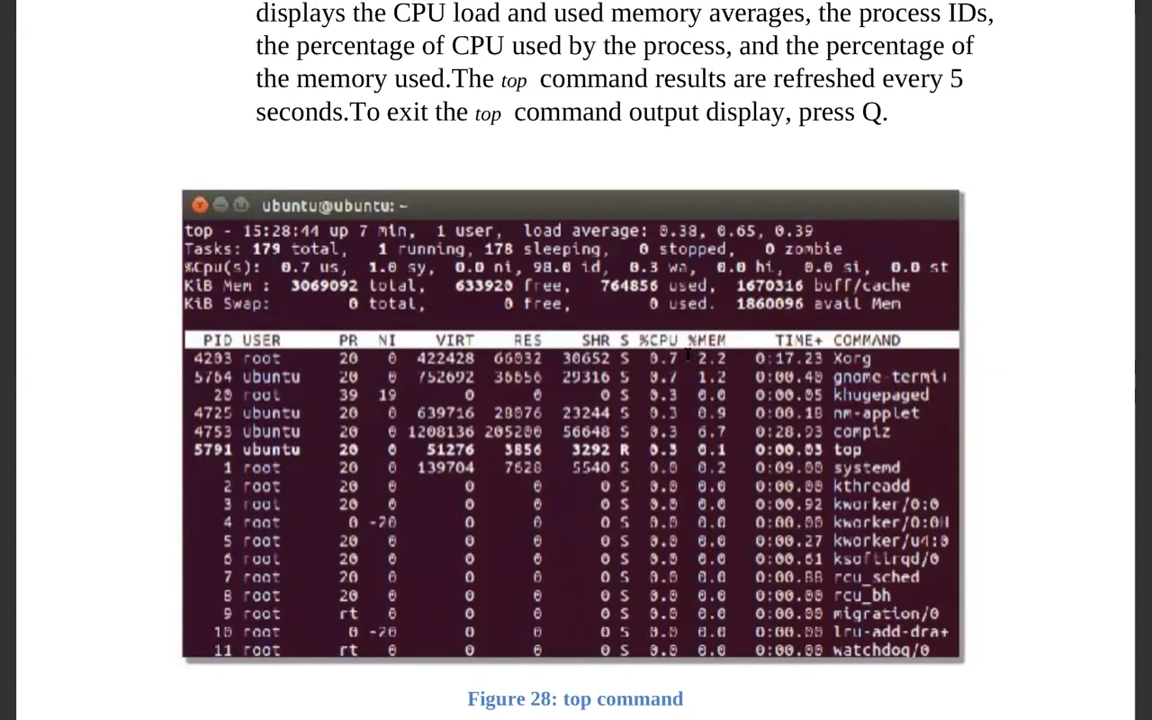 displays the CPU load and used memory averages, the process IDs,
the percentage of CPU used by the process, and the percentage of
the memory used.The top command results are refreshed every 5
seconds.To exit the top command output display, press Q.
ubuntu@ubuntu: ~
top - 15:28:44 up 7 min, 1 user, load average: 0.38, 0.65, 0.39
Tasks: 179 total, 1 running, 178 sleeping, 0 stopped, 0 zombie
%Cpu(s): 0.7 us, 1.0 sy, 0.0 ni, 98.0 id, 0.3 wa, 0.0 hi, 0.0 si, 0.0 st
KiB Mem : 3069092 total, 633920 free, 764856 used, 1670316 buff/cache
KiB Swap: 0 total, 0 free, 0 used. 1860096 avail Mem
PID USER PR NI VIRT RES SHR S %CPU %MEM TIME+ COMMAND
4203 root 20 0 422428 30652 S 0.7 2.2 0:17.23 Xorg
5764 ubuntu 20 0 752692 29316 S 0.7 1.2 0:00.40 gnome-termi+
20 root 39 19 0 0 0 S 0.3 0.0 0:00.05 khugepaged
4725 ubuntu 20 0 639716 23244 S 0.3 0.9 0:00.18 nm-applet
4753 ubuntu 20 0 1208136 205200 56648 S 0.3 6.7 0:28.93 compiz
5791 ubuntu 20 0 51276 3856 3292 R 0.3 0.1 0:00.03 top
1 root 20 0 139704 7620 5540 S 0.0 0.2 0:09.00 systemd
2 root 20 0 0 0 0 S 0.0 0.0 0:00.00 kthreadd
3 root 20 0 0 0 0 S 0.0 0.0 0:00.92 kworker/0:0
4 root 0 -20 0 0 0 S 0.0 0.0 0:00.00 kworker/0:0H
5 root 20 0 0 0 0 S 0.0 0.0 0:00.27 kworker/u4:0
6 root 20 0 0 0 0 S 0.0 0.0 0:00.61 ksoftirqd/0
7 root 20 0 0 0 0 S 0.0 0.0 0:00.88 rcu_sched
8 root 20 0 0 0 0 S 0.0 0.0 0:00.00 rcu_bh
9 root rt 0 0 0 0 S 0.0 0.0 0:00.00 migration/0
10 root 0 -20 0 0 0 S 0.0 0.0 0:00.00 lru-add-dra+
11 root rt 0 0 0 0 S 0.0 0.0 0:00.00 watchdog/0
Figure 28: top command